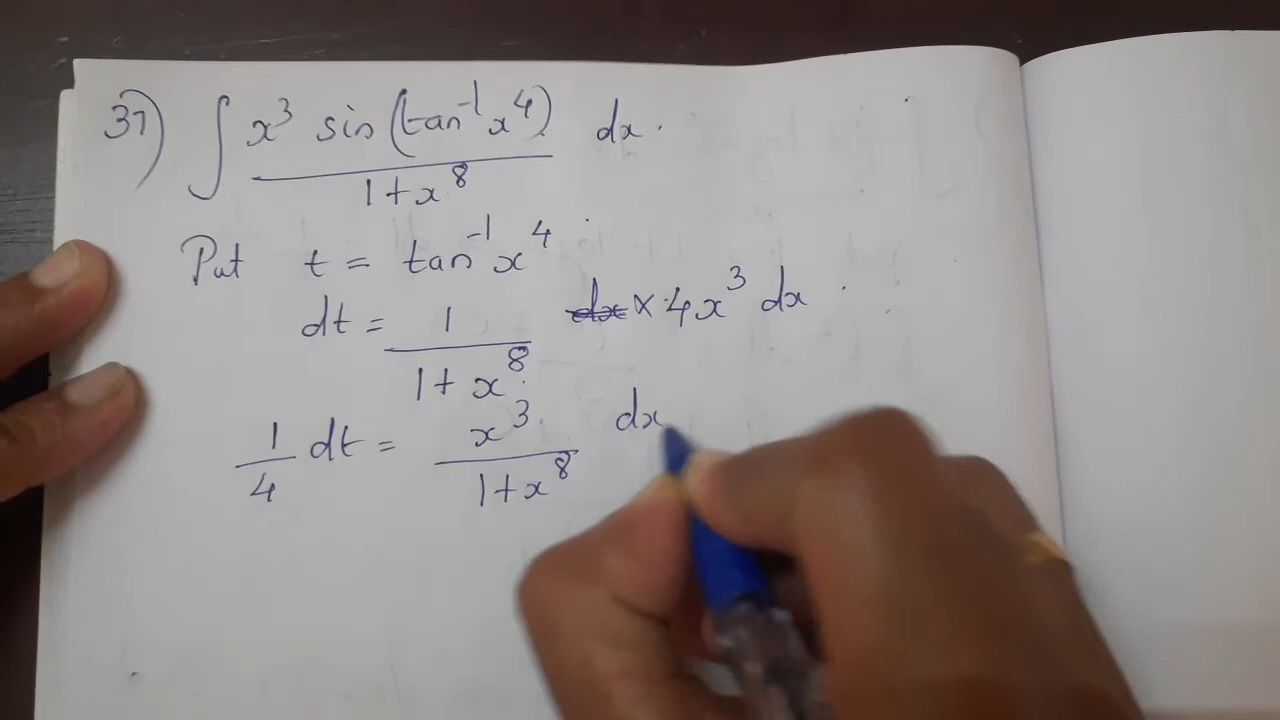 37) ∫ x³ sin(tan⁻¹x⁴) / 1+x⁸ dx.
Put t = tan⁻¹x⁴
dt = 1 / 1+x⁸ ~~dx~~ × 4x³ dx
1/4 dt = x³ / 1+x⁸ dx